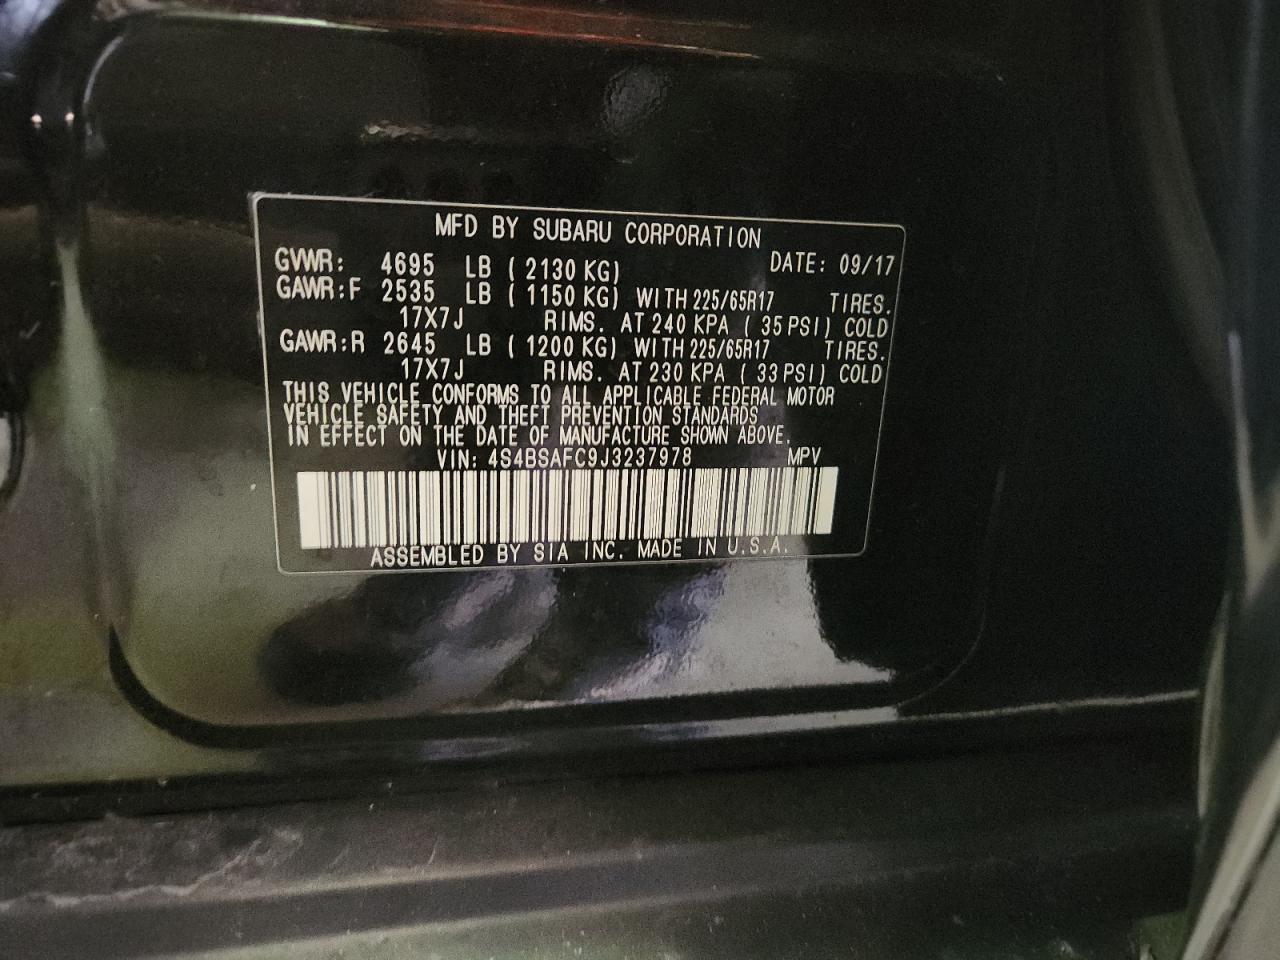 MFD BY SUBARU CORPORATION
GVWR: 4695 LB ( 2130 KG) DATE: 09/17
GAWR:F 2535 LB ( 1150 KG) WITH 225/65R17 TIRES.
17X7J RIMS. AT 240 KPA ( 35 PSI) COLD
GAWR:R 2645 LB ( 1200 KG) WITH 225/65R17 TIRES.
17X7J RIMS. AT 230 KPA ( 33 PSI) COLD
THIS VEHICLE CONFORMS TO ALL APPLICABLE FEDERAL MOTOR
VEHICLE SAFETY AND THEFT PREVENTION STANDARDS
IN EFFECT ON THE DATE OF MANUFACTURE SHOWN ABOVE.
VIN: 4S4BSAFC9J3237978 MPV
ASSEMBLED BY SIA INC. MADE IN U.S.A.